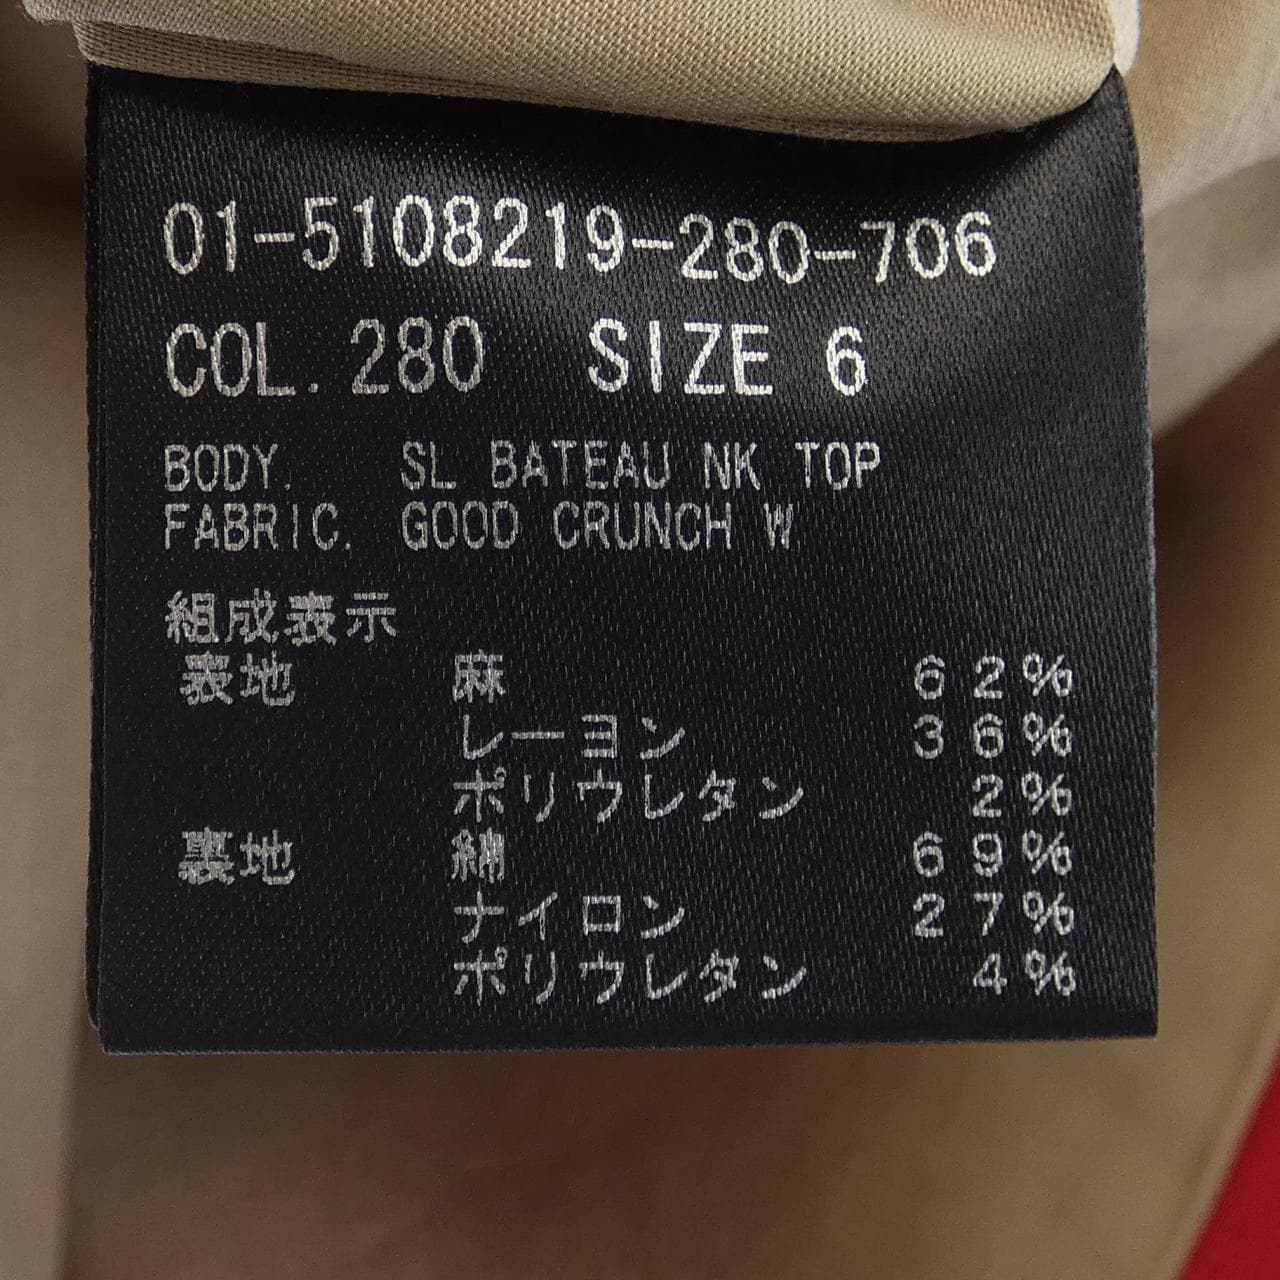 01-5108219-280-706
COL. 280 SIZE 6
BODY. SL BATEAU NK TOP
FABRIC. GOOD CRUNCH W
組成表示
表地 麻 62%
レーヨン 36%
ポリウレタン 2%
裏地 綿 69%
ナイロン 27%
ポリウレタン 4%